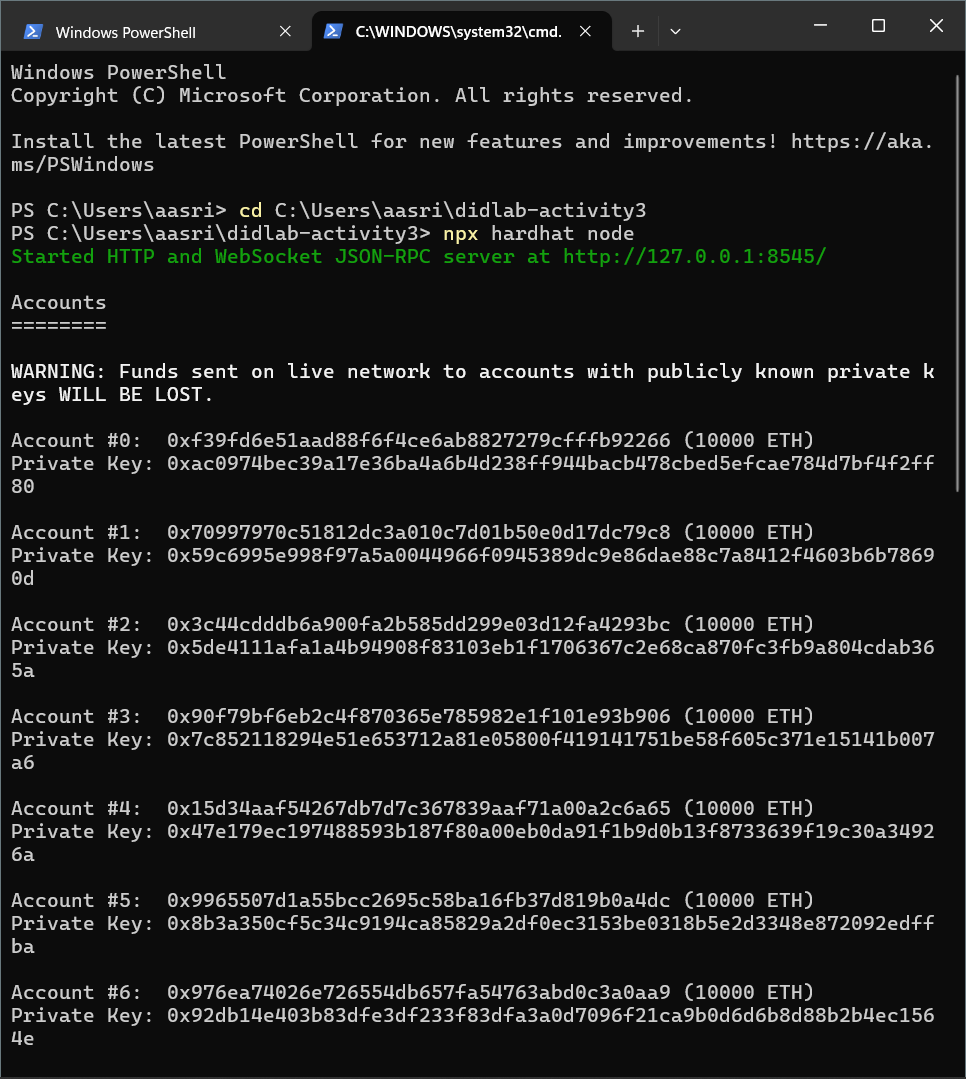 Windows PowerShell
C:\WINDOWS\system32\cmd.
Windows PowerShell
Copyright (C) Microsoft Corporation. All rights reserved.
Install the latest PowerShell for new features and improvements! https://aka.
ms/PSWindows
PS C:\Users\aasri> cd C:\Users\aasri\didlab-activity3
PS C:\Users\aasri\didlab-activity3> npx hardhat node
Started HTTP and WebSocket JSON-RPC server at http://127.0.0.1:8545/
Accounts
========
WARNING: Funds sent on live network to accounts with publicly known private k
eys WILL BE LOST.
Account #0:  0xf39fd6e51aad88f6f4ce6ab8827279cfffb92266 (10000 ETH)
Private Key: 0xac0974bec39a17e36ba4a6b4d238ff944bacb478cbed5efcae784d7bf4f2ff
80
Account #1:  0x70997970c51812dc3a010c7d01b50e0d17dc79c8 (10000 ETH)
Private Key: 0x59c6995e998f97a5a0044966f0945389dc9e86dae88c7a8412f4603b6b7869
0d
Account #2:  0x3c44cdddb6a900fa2b585dd299e03d12fa4293bc (10000 ETH)
Private Key: 0x5de4111afa1a4b94908f83103eb1f1706367c2e68ca870fc3fb9a804cdab36
5a
Account #3:  0x90f79bf6eb2c4f870365e785982e1f101e93b906 (10000 ETH)
Private Key: 0x7c852118294e51e653712a81e05800f419141751be58f605c371e15141b007
a6
Account #4:  0x15d34aaf54267db7d7c367839aaf71a00a2c6a65 (10000 ETH)
Private Key: 0x47e179ec197488593b187f80a00eb0da91f1b9d0b13f8733639f19c30a3492
6a
Account #5:  0x9965507d1a55bcc2695c58ba16fb37d819b0a4dc (10000 ETH)
Private Key: 0x8b3a350cf5c34c9194ca85829a2df0ec3153be0318b5e2d3348e872092edff
ba
Account #6:  0x976ea74026e726554db657fa54763abd0c3a0aa9 (10000 ETH)
Private Key: 0x92db14e403b83dfe3df233f83dfa3a0d7096f21ca9b0d6d6b8d88b2b4ec156
4e